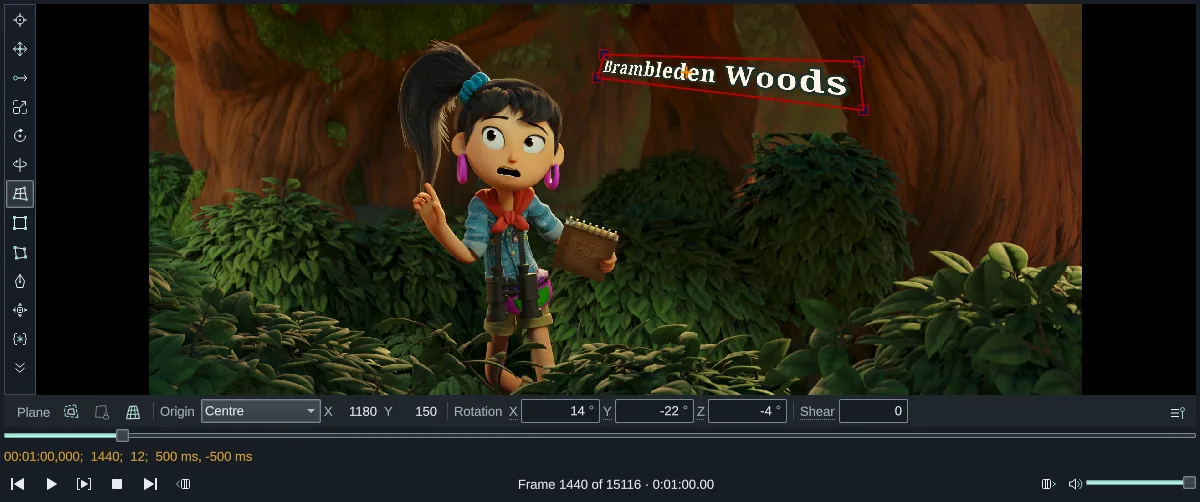 Brambleden Woods
Plane Origin Centre X 1180 Y 150 Rotation X 14 ° Y -22 ° Z -4 ° Shear 0
00:01:00,000; 1440; 12; 500 ms, -500 ms
Frame 1440 of 15116 · 0:01:00.00